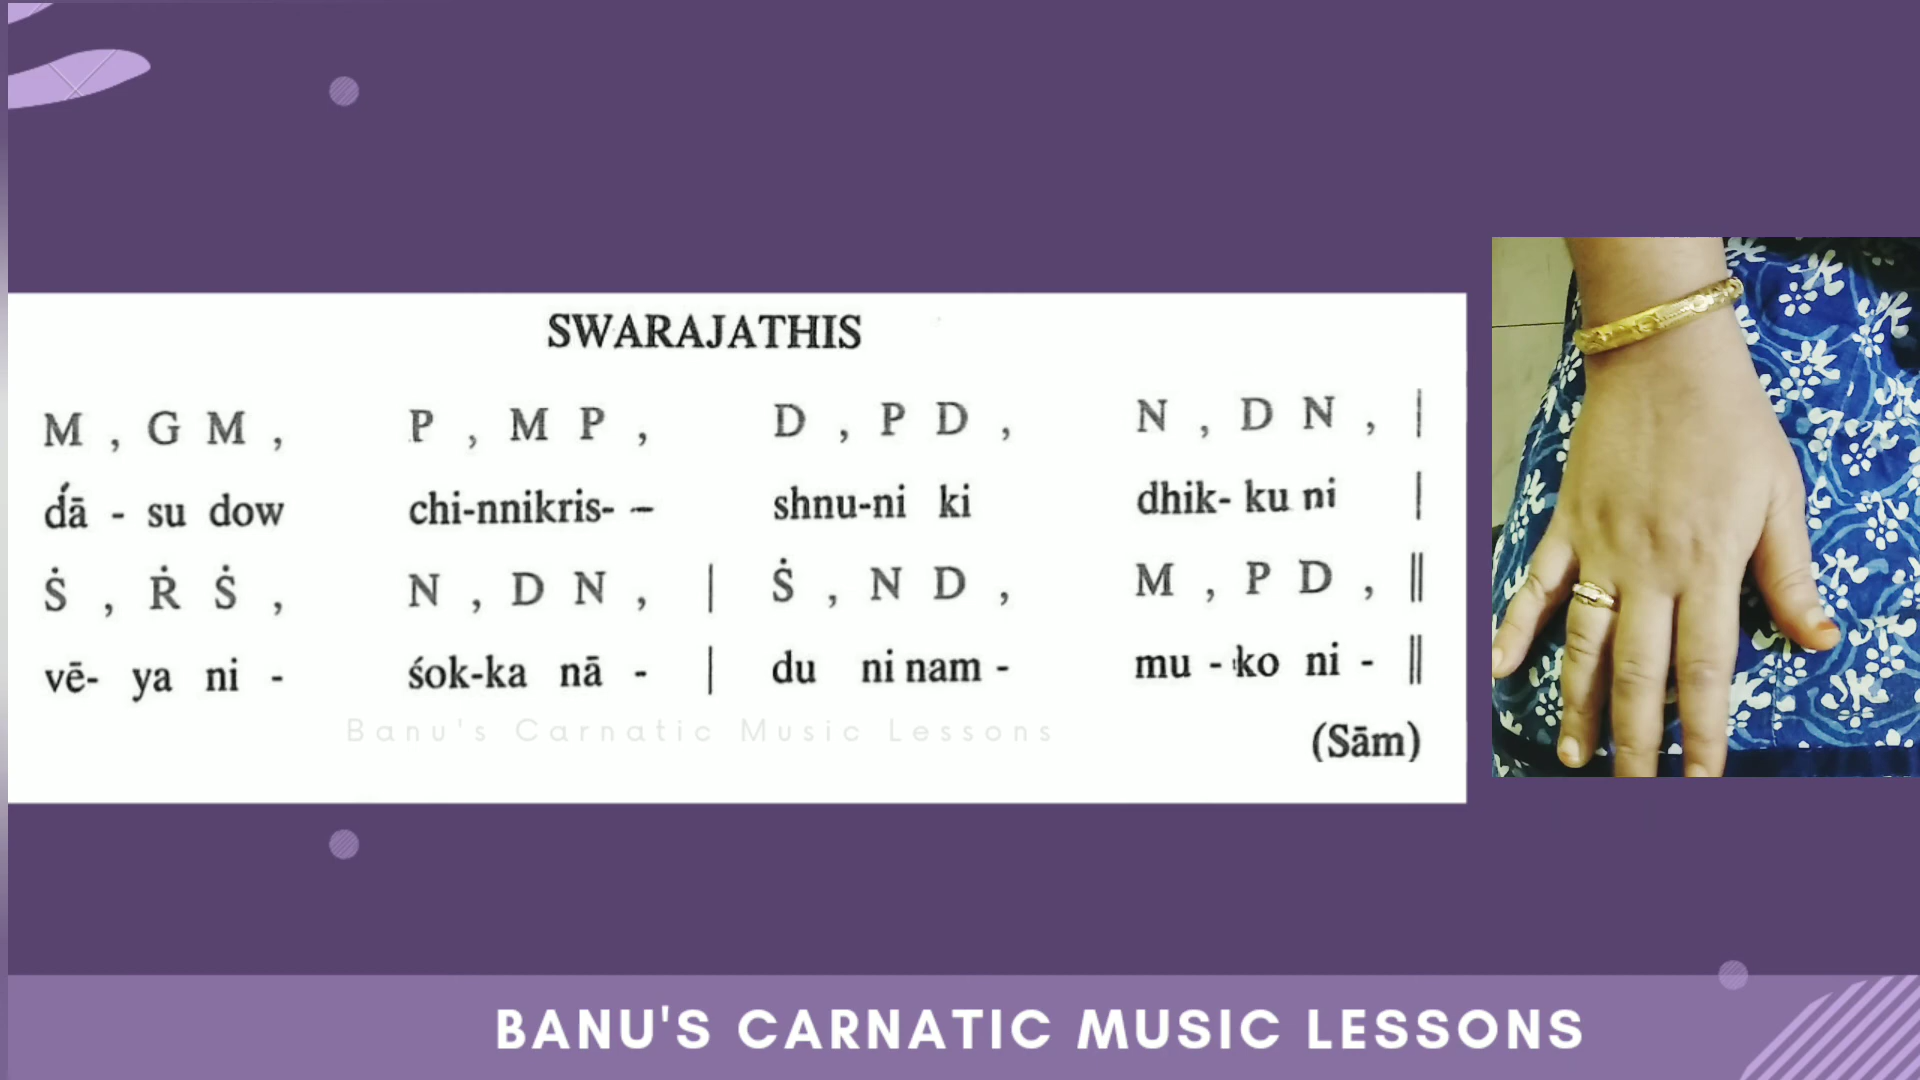 SWARAJATHIS
M , G M , P , M P , D , P D , N , D N , |
dā - su dow chi-nnikris- – shnu-ni ki dhik- ku ni |
Ṡ , Ṙ Ṡ , N , D N , | Ṡ , N D , M , P D , ||
vē- ya ni - śok-ka nā - | du ni nam - mu - ko ni - ||
Banu's Carnatic Music Lessons
(Sām)
BANU'S CARNATIC MUSIC LESSONS